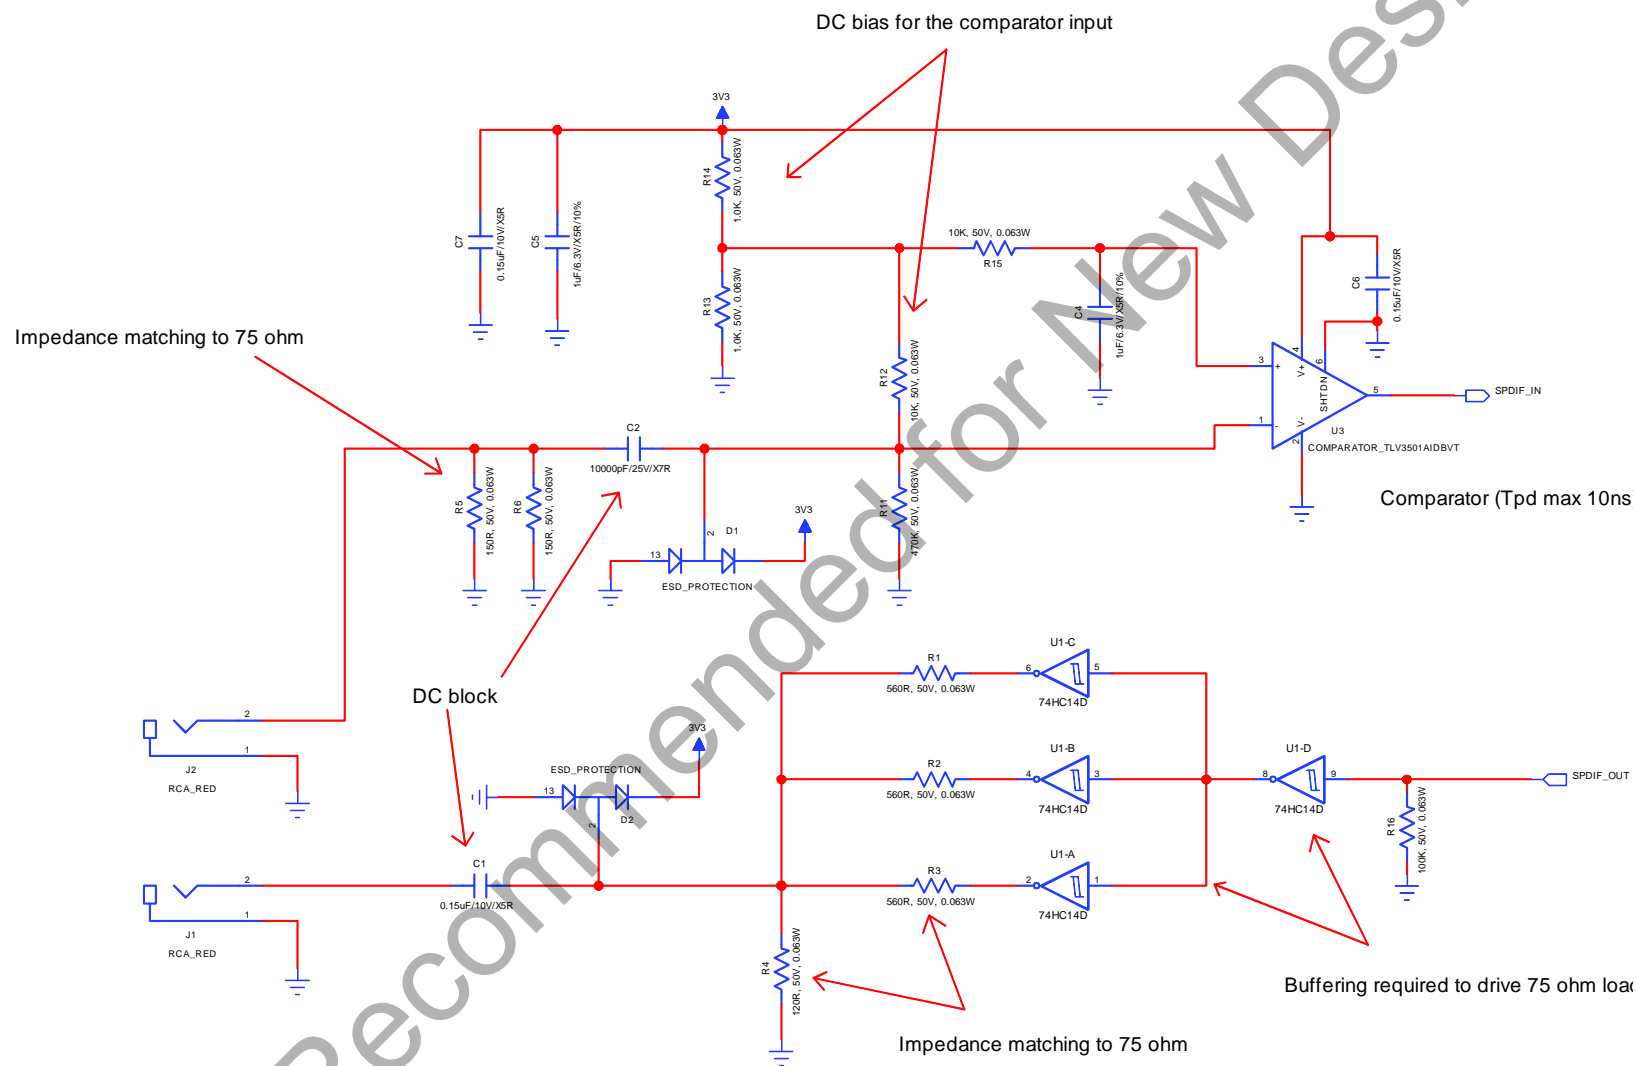 DC bias for the comparator input
3V3
R14
1.0K, 50V, 0.063W
C7
0.15uF/10V/X5R
C5
1uF/6.3V/X5R/10%
10K, 50V, 0.063W
R15
C6
0.15uF/10V/X5R
R13
1.0K, 50V, 0.063W
C4
1uF/6.3V/X5R/10%
Impedance matching to 75 ohm
R12
10K, 50V, 0.063W
3
+
4
V+
6
SHTDN
5
SPDIF_IN
1
-
2
V-
U3
COMPARATOR_TLV3501AIDBVT
C2
10000pF/25V/X7R
R5
150R, 50V, 0.063W
R6
150R, 50V, 0.063W
R11
470K, 50V, 0.063W
Comparator (Tpd max 10ns
3V3
2
D1
13
ESD_PROTECTION
U1-C
R1
6
5
560R, 50V, 0.063W
74HC14D
DC block
2
1
J2
RCA_RED
3V3
ESD_PROTECTION
13
D2
2
U1-B
R2
4
3
560R, 50V, 0.063W
74HC14D
U1-D
8
9
74HC14D
SPDIF_OUT
R16
100K, 50V, 0.063W
U1-A
R3
2
1
560R, 50V, 0.063W
74HC14D
C1
0.15uF/10V/X5R
2
1
J1
RCA_RED
R4
120R, 50V, 0.063W
Buffering required to drive 75 ohm load
Impedance matching to 75 ohm
Recommended for New Desi